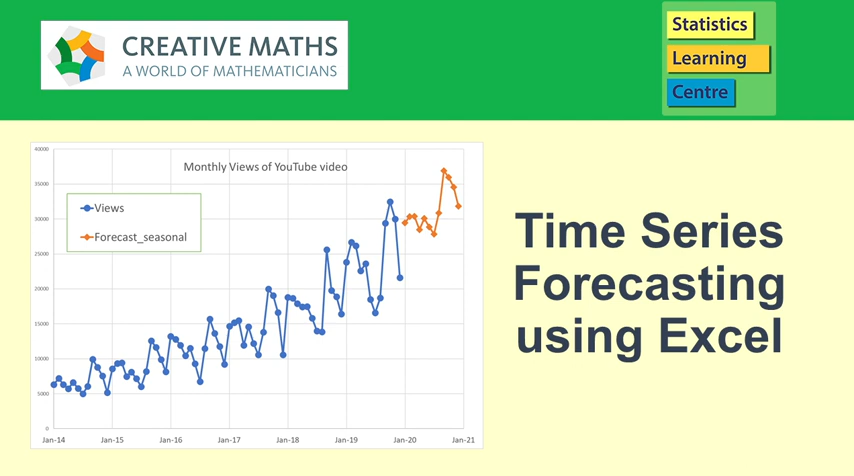 CREATIVE MATHS
A WORLD OF MATHEMATICIANS
Statistics
Learning
Centre
Monthly Views of YouTube video
Views
Forecast_seasonal
40000
35000
30000
25000
20000
15000
10000
5000
0
Jan-14 Jan-15 Jan-16 Jan-17 Jan-18 Jan-19 Jan-20 Jan-21
Time Series
Forecasting
using Excel